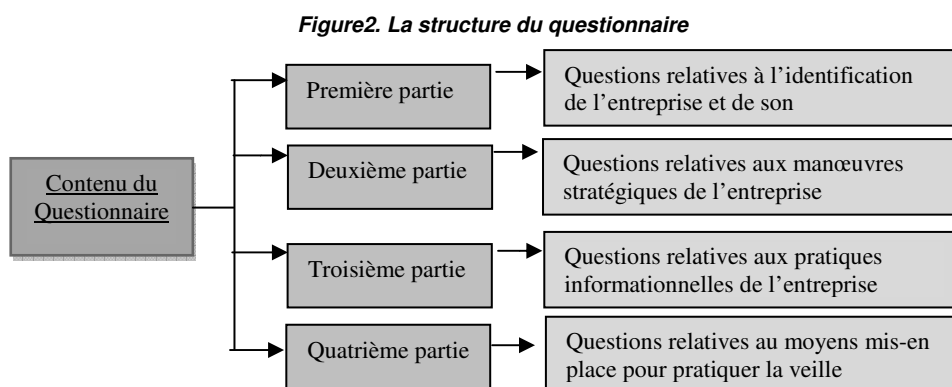 Figure2. La structure du questionnaire
Contenu du
Questionnaire
Première partie
Questions relatives à l'identification
de l'entreprise et de son
Deuxième partie
Questions relatives aux manœuvres
stratégiques de l'entreprise
Troisième partie
Questions relatives aux pratiques
informationnelles de l'entreprise
Quatrième partie
Questions relatives au moyens mis-en
place pour pratiquer la veille